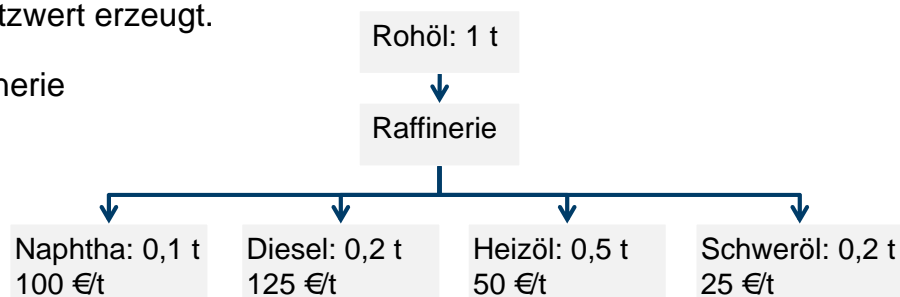 tzwert erzeugt.
Rohöl: 1 t
nerie
Raffinerie
Naphtha: 0,1 t
100 €/t
Diesel: 0,2 t
125 €/t
Heizöl: 0,5 t
50 €/t
Schweröl: 0,2 t
25 €/t